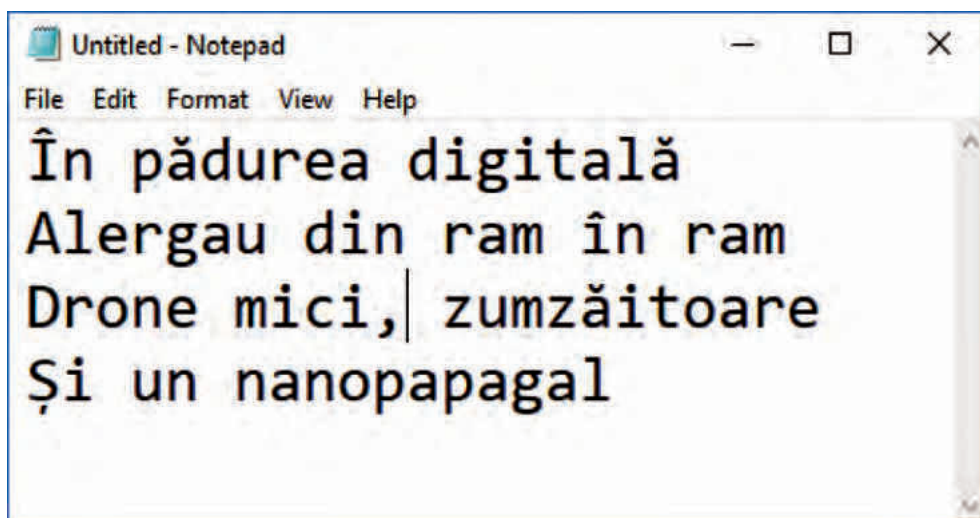 Untitled - Notepad
File Edit Format View Help
În pădurea digitală
Alergau din ram în ram
Drone mici, zumzăitoare
Și un nanopapagal